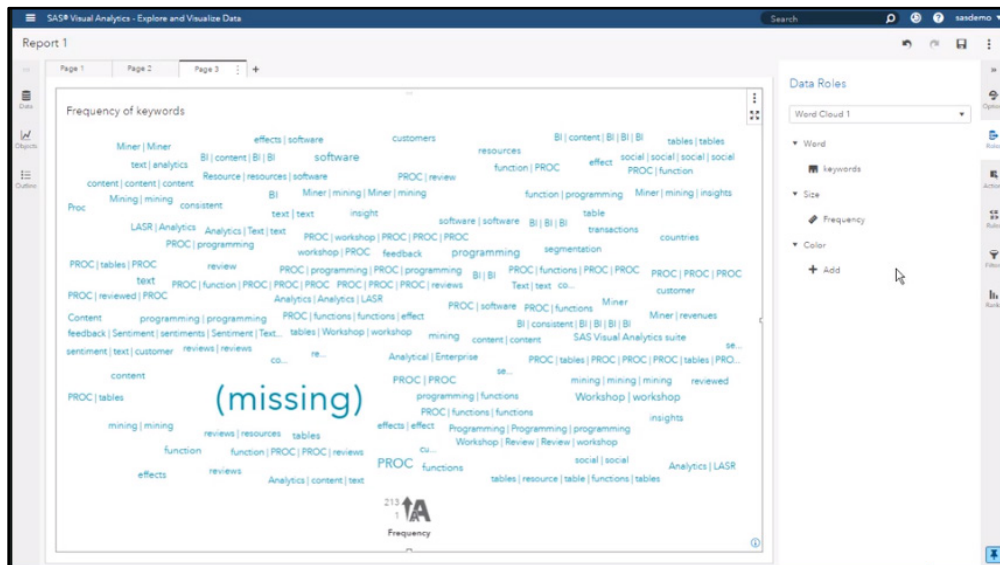 SAS® Visual Analytics - Explore and Visualize Data
Search
sasdemo
Report 1
Page 1
Page 2
Page 3
Data
Objects
Outline
Frequency of keywords
Miner | Miner
effects | software
customers
BI | content | BI | BI | BI
tables | tables
resources
text | analytics
BI | content | BI | BI
software
function | PROC
effect
social | social | social | social
PROC | function
content | content | content
Resource | resources | software
PROC | review
Mining | mining
consistent
BI
Miner | mining | Miner | mining
function | programming
Miner | mining | insights
Proc
text | text
insight
table
LASR | Analytics
Analytics | Text | text
software | software
BI | BI | BI
transactions
PROC | programming
PROC | workshop | PROC | PROC | PROC
countries
workshop | PROC
feedback
programming
segmentation
PROC | tables | PROC
review
PROC | programming | PROC | programming
BI | BI
PROC | functions | PROC | PROC
PROC | PROC | PROC
text
PROC | function | PROC | PROC | PROC
PROC | PROC | PROC | reviews
Text | text
co...
customer
PROC | reviewed | PROC
Analytics | Analytics | LASR
PROC | software
PROC | functions
Miner
Content
programming | programming
PROC | functions | functions | effect
BI | consistent | BI | BI | BI | BI
Miner | revenues
feedback | Sentiment | sentiments | Sentiment | Text...
tables | Workshop | workshop
mining
content | content
SAS Visual Analytics suite
se...
sentiment | text | customer
reviews | reviews
co...
re...
Analytical | Enterprise
PROC | tables | PROC | PROC | PROC | tables | PRO...
se...
content
PROC | PROC
mining | mining | mining
reviewed
PROC | tables
(missing)
programming | functions
Workshop | workshop
PROC | functions | functions
insights
mining | mining
reviews | resources
tables
effects | effect
Programming | Programming | programming
Workshop | Review | Review | workshop
function
function | PROC | PROC | reviews
cu...
social | social
effects
reviews
PROC
functions
Analytics | LASR
Analytics | content | text
tables | resource | table | functions | tables
213
1
Frequency
Data Roles
Word Cloud 1
Word
keywords
Size
Frequency
Color
Add
Roles